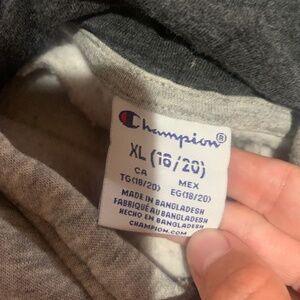 Champion®
XL (18/20)
CA MEX
TG(18/20) EG(18/20)
MADE IN BANGLADESH
FABRIQUÉ AU BANGLADESH
HECHO EN BANGLADESH
CHAMPION.COM